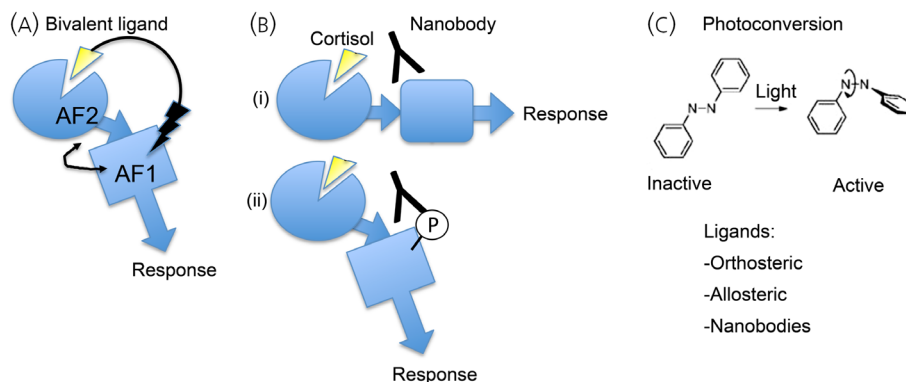 (A)
Bivalent ligand
AF2
AF1
Response
(B)
Cortisol
Nanobody
(i)
Response
(ii)
P
Response
(C)
Photoconversion
N
N
Light
N
N
Inactive
Active
Ligands:
-Orthosteric
-Allosteric
-Nanobodies